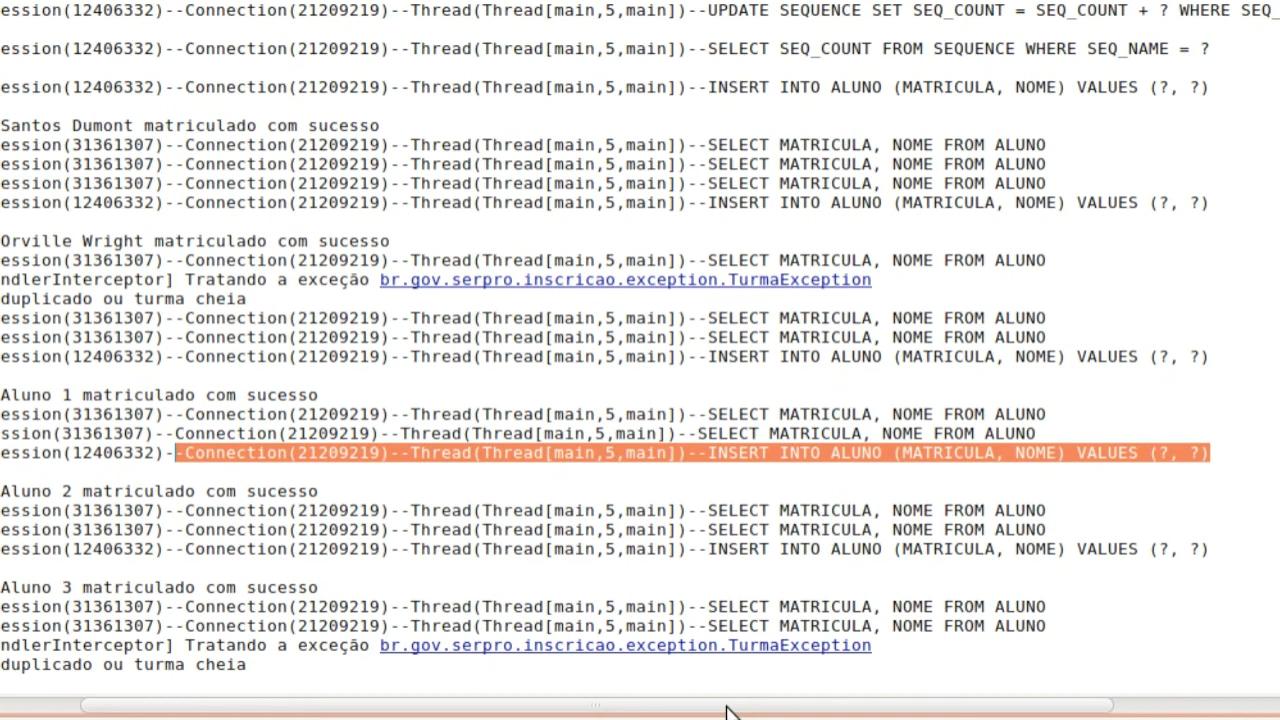 ession(12406332)--Connection(21209219)--Thread(Thread[main,5,main])--UPDATE SEQUENCE SET SEQ_COUNT = SEQ_COUNT + ? WHERE SEQ_
ession(12406332)--Connection(21209219)--Thread(Thread[main,5,main])--SELECT SEQ_COUNT FROM SEQUENCE WHERE SEQ_NAME = ?
ession(12406332)--Connection(21209219)--Thread(Thread[main,5,main])--INSERT INTO ALUNO (MATRICULA, NOME) VALUES (?, ?)
Santos Dumont matriculado com sucesso
ession(31361307)--Connection(21209219)--Thread(Thread[main,5,main])--SELECT MATRICULA, NOME FROM ALUNO
ession(31361307)--Connection(21209219)--Thread(Thread[main,5,main])--SELECT MATRICULA, NOME FROM ALUNO
ession(31361307)--Connection(21209219)--Thread(Thread[main,5,main])--SELECT MATRICULA, NOME FROM ALUNO
ession(12406332)--Connection(21209219)--Thread(Thread[main,5,main])--INSERT INTO ALUNO (MATRICULA, NOME) VALUES (?, ?)
Orville Wright matriculado com sucesso
ession(31361307)--Connection(21209219)--Thread(Thread[main,5,main])--SELECT MATRICULA, NOME FROM ALUNO
ndlerInterceptor] Tratando a exceção br.gov.serpro.inscricao.exception.TurmaException
duplicado ou turma cheia
ession(31361307)--Connection(21209219)--Thread(Thread[main,5,main])--SELECT MATRICULA, NOME FROM ALUNO
ession(31361307)--Connection(21209219)--Thread(Thread[main,5,main])--SELECT MATRICULA, NOME FROM ALUNO
ession(12406332)--Connection(21209219)--Thread(Thread[main,5,main])--INSERT INTO ALUNO (MATRICULA, NOME) VALUES (?, ?)
Aluno 1 matriculado com sucesso
ession(31361307)--Connection(21209219)--Thread(Thread[main,5,main])--SELECT MATRICULA, NOME FROM ALUNO
ssion(31361307)--Connection(21209219)--Thread(Thread[main,5,main])--SELECT MATRICULA, NOME FROM ALUNO
ession(12406332)--Connection(21209219)--Thread(Thread[main,5,main])--INSERT INTO ALUNO (MATRICULA, NOME) VALUES (?, ?)
Aluno 2 matriculado com sucesso
ession(31361307)--Connection(21209219)--Thread(Thread[main,5,main])--SELECT MATRICULA, NOME FROM ALUNO
ession(31361307)--Connection(21209219)--Thread(Thread[main,5,main])--SELECT MATRICULA, NOME FROM ALUNO
ession(12406332)--Connection(21209219)--Thread(Thread[main,5,main])--INSERT INTO ALUNO (MATRICULA, NOME) VALUES (?, ?)
Aluno 3 matriculado com sucesso
ession(31361307)--Connection(21209219)--Thread(Thread[main,5,main])--SELECT MATRICULA, NOME FROM ALUNO
ession(31361307)--Connection(21209219)--Thread(Thread[main,5,main])--SELECT MATRICULA, NOME FROM ALUNO
ndlerInterceptor] Tratando a exceção br.gov.serpro.inscricao.exception.TurmaException
duplicado ou turma cheia